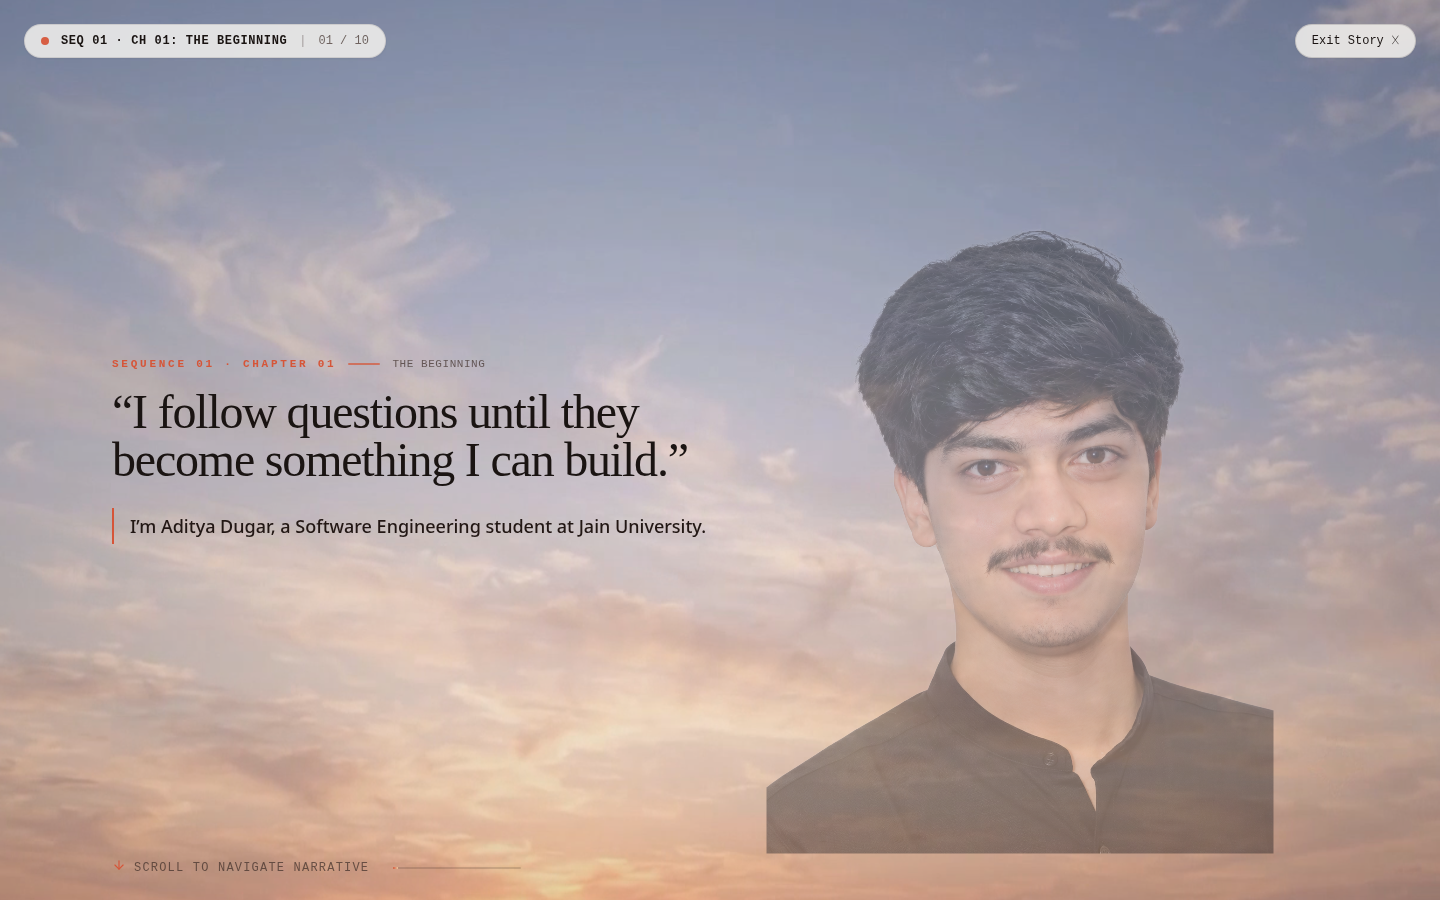 SEQ 01 · CH 01: THE BEGINNING | 01 / 10
Exit Story X
SEQUENCE 01 · CHAPTER 01 THE BEGINNING
“I follow questions until they
become something I can build.”
I’m Aditya Dugar, a Software Engineering student at Jain University.
↓ SCROLL TO NAVIGATE NARRATIVE